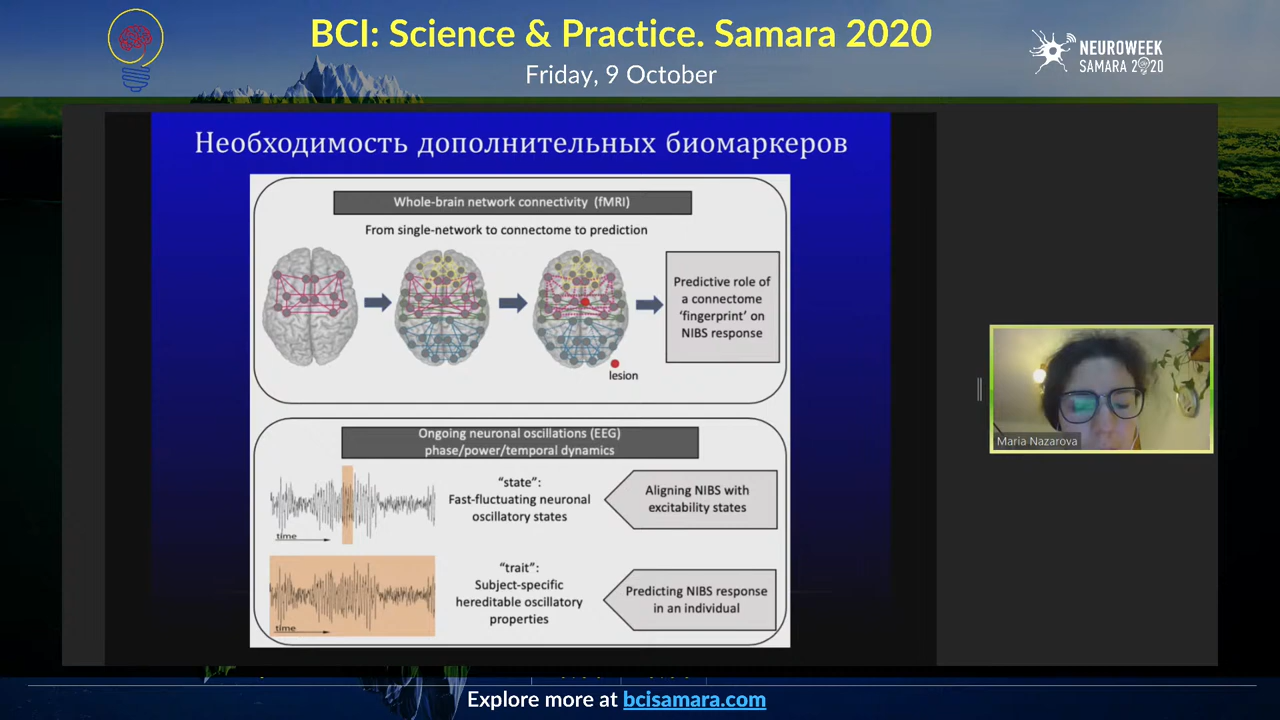 BCI: Science & Practice. Samara 2020
Friday, 9 October
NEUROWEEK
SAMARA 2020
Необходимость дополнительных биомаркеров
Whole-brain network connectivity (fMRI)
From single-network to connectome to prediction
Predictive role of
a connectome
‘fingerprint’ on
NIBS response
lesion
Ongoing neuronal oscillations (EEG)
phase/power/temporal dynamics
“state”:
Fast-fluctuating neuronal
oscillatory states
Aligning NIBS with
excitability states
time
“trait”:
Subject-specific
hereditable oscillatory
properties
Predicting NIBS response
in an individual
time
Maria Nazarova
Explore more at bcisamara.com